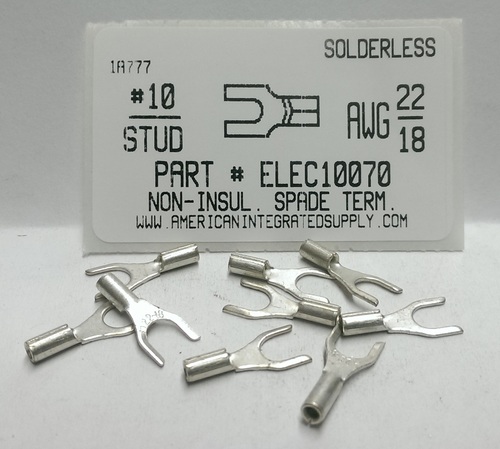 SOLDERLESS
1A777
#10
STUD
AWG 22
18
PART # ELEC10070
NON-INSUL. SPADE TERM.
WWW.AMERICANINTEGRATEDSUPPLY.COM